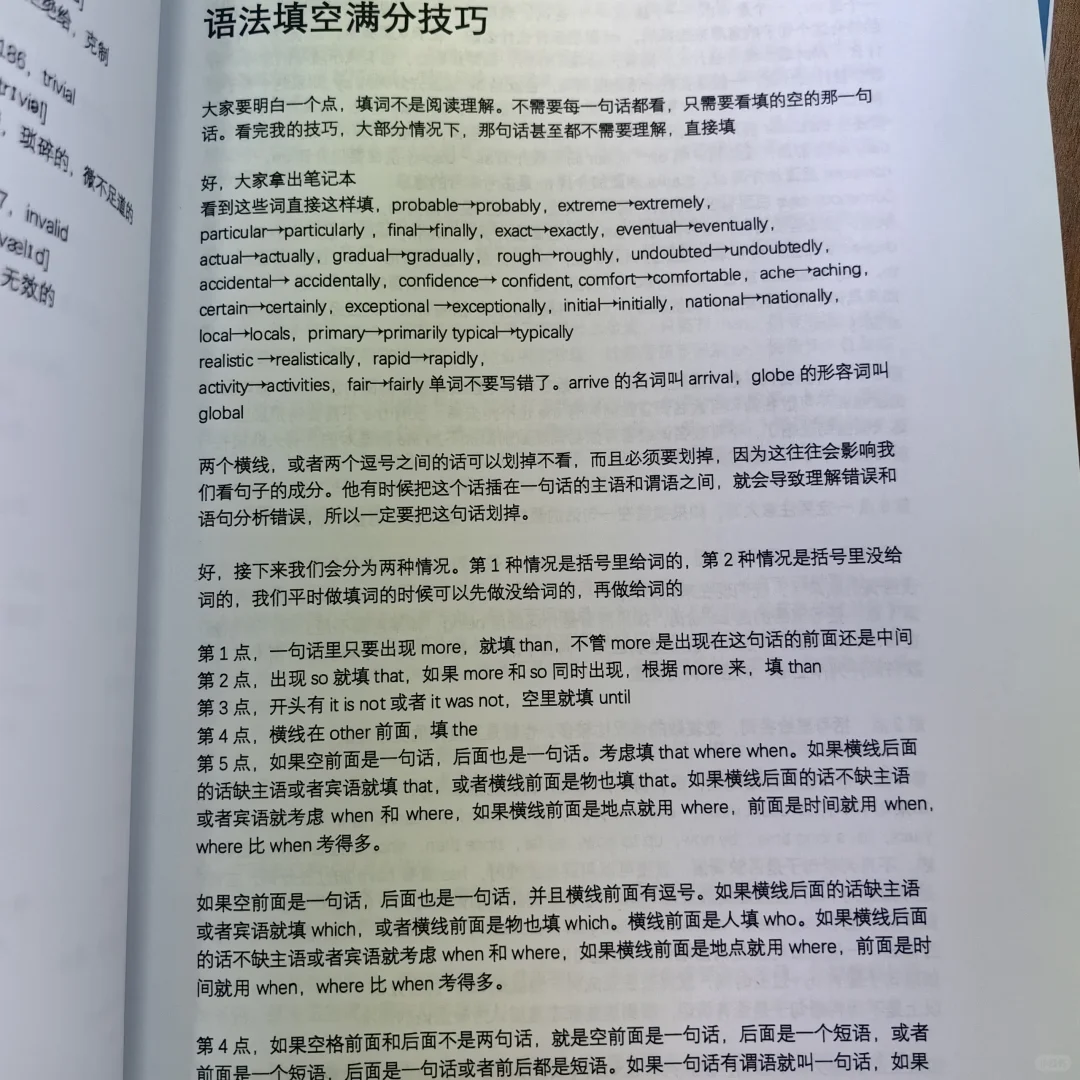 绝绘，克制
186，trivial
[trɪviəl]
，琐碎的，微不足道的
7，invalid
vælɪd]
无效的
语法填空满分技巧
大家要明白一个点，填词不是阅读理解。不需要每一句话都看，只需要看填的空的那一句
话。看完我的技巧，大部分情况下，那句话甚至都不需要理解，直接填
好，大家拿出笔记本
看到这些词直接这样填，probable→probably，extreme→extremely，
particular→particularly ，final→finally，exact→exactly，eventual→eventually，
actual→actually，gradual→gradually， rough→roughly，undoubted→undoubtedly，
accidental→ accidentally，confidence→ confident, comfort→comfortable，ache→aching，
certain→certainly， exceptional →exceptionally，initial→initially，national→nationally，
local→locals，primary→primarily typical→typically
realistic →realistically，rapid→rapidly，
activity→activities，fair→fairly 单词不要写错了。arrive 的名词叫 arrival，globe 的形容词叫
global
两个横线，或者两个逗号之间的话可以划掉不看，而且必须要划掉，因为这往往会影响我
们看句子的成分。他有时候把这个话插在一句话的主语和谓语之间，就会导致理解错误和
语句分析错误，所以一定要把这句话划掉。
好，接下来我们会分为两种情况。第 1 种情况是括号里给词的，第 2 种情况是括号里没给
词的，我们平时做填词的时候可以先做没给词的，再做给词的
第 1 点，一句话里只要出现 more，就填 than，不管 more 是出现在这句话的前面还是中间
第 2 点，出现 so 就填 that，如果 more 和 so 同时出现，根据 more 来，填 than
第 3 点，开头有 it is not 或者 it was not，空里就填 until
第 4 点，横线在 other 前面，填 the
第 5 点，如果空前面是一句话，后面也是一句话。考虑填 that where when。如果横线后面
的话缺主语或者宾语就填 that，或者横线前面是物也填 that。如果横线后面的话不缺主语
或者宾语就考虑 when 和 where，如果横线前面是地点就用 where，前面是时间就用 when，
where 比 when 考得多。
如果空前面是一句话，后面也是一句话，并且横线前面有逗号。如果横线后面的话缺主语
或者宾语就填 which，或者横线前面是物也填 which。横线前面是人填 who。如果横线后面
的话不缺主语或者宾语就考虑 when 和 where，如果横线前面是地点就用 where，前面是时
间就用 when，where 比 when 考得多。
第 4 点，如果空格前面和后面不是两句话，就是空前面是一句话，后面是一个短语，或者
前面是一个短语，后面是一句话或者前后都是短语。如果一句话有谓语就叫一句话，如果